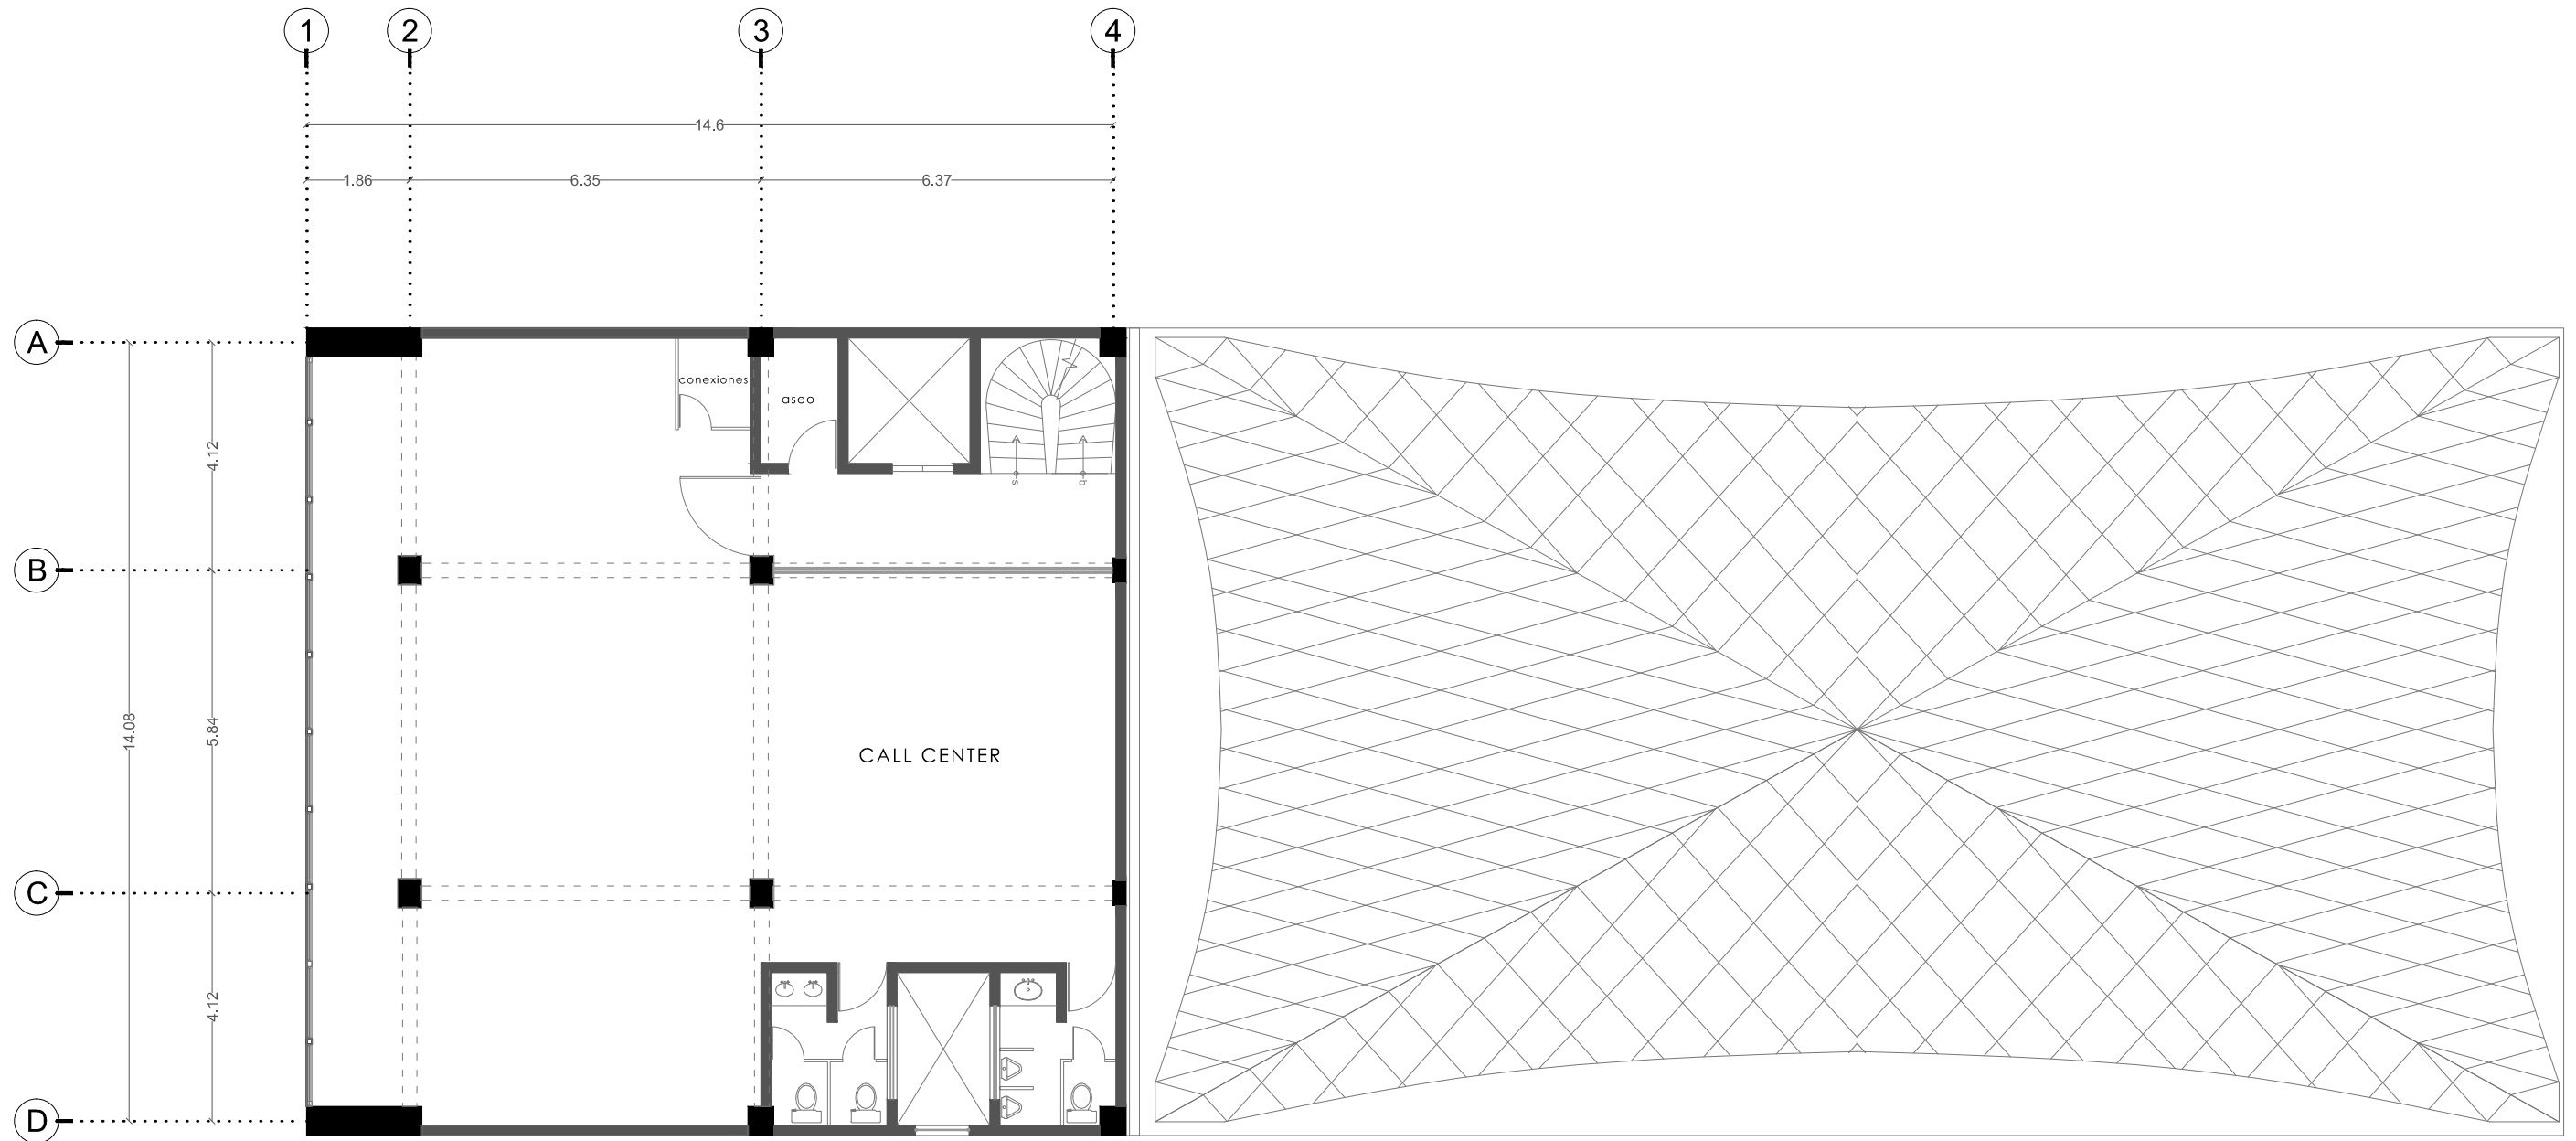 1 2 3 4
14.6
1.86 6.35 6.37
A
conexiones
aseo
4.12
s b
B
14.08 5.84
CALL CENTER
C
4.12
D